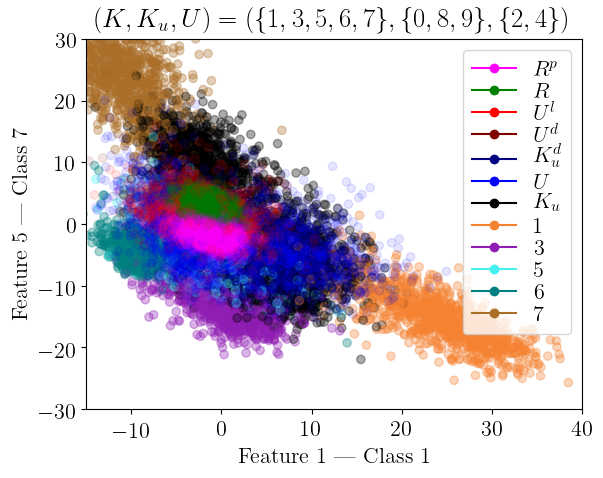 (K, K_u, U) = ({1, 3, 5, 6, 7}, {0, 8, 9}, {2, 4})
30
20
10
0
−10
−20
−30
Feature 5 — Class 7
R^p
R
U^l
U^d
K_u^d
U
K_u
1
3
5
6
7
−10
0
10
20
30
40
Feature 1 — Class 1